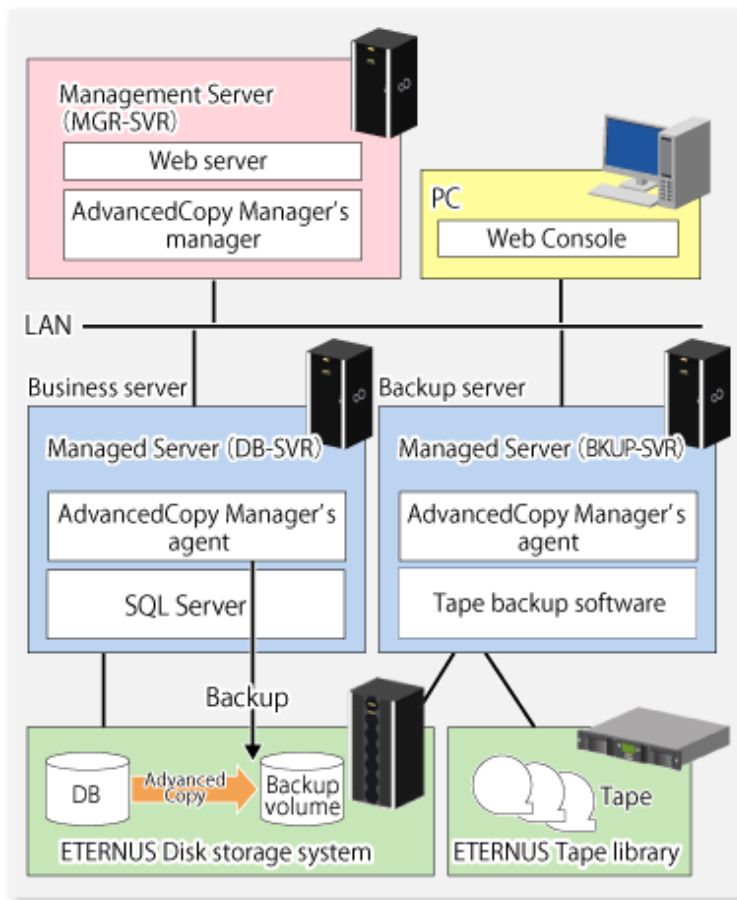 Management Server
(MGR-SVR)
Web server
AdvancedCopy Manager's
manager
PC
Web Console
LAN
Business server
Managed Server (DB-SVR)
AdvancedCopy Manager's
agent
SQL Server
Backup server
Managed Server (BKUP-SVR)
AdvancedCopy Manager's
agent
Tape backup software
Backup
DB
Advanced
Copy
Backup
volume
ETERNUS Disk storage system
Tape
ETERNUS Tape library